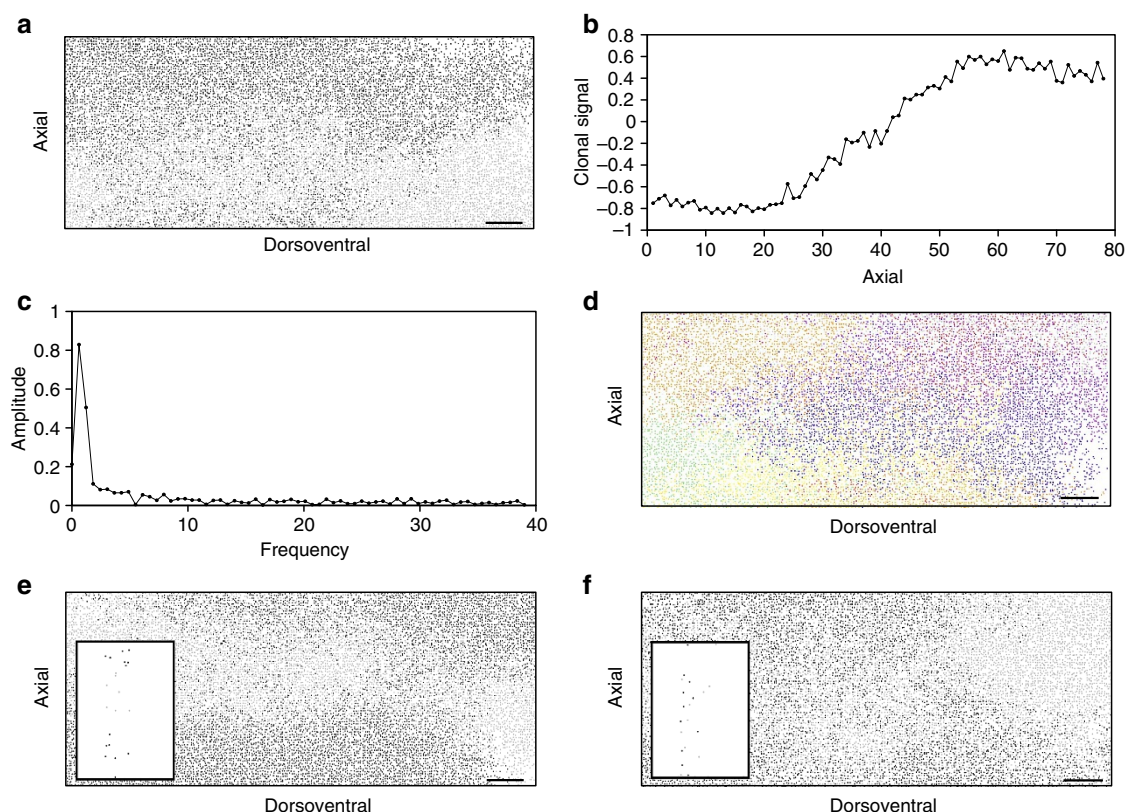 a
Axial
Dorsoventral
b
0.8
0.6
0.4
0.2
0
−0.2
−0.4
−0.6
−0.8
−1
Clonal signal
0 10 20 30 40 50 60 70 80
Axial
c
1
0.8
0.6
0.4
0.2
0
Amplitude
0 10 20 30 40
Frequency
d
Axial
Dorsoventral
e
Axial
Dorsoventral
f
Axial
Dorsoventral